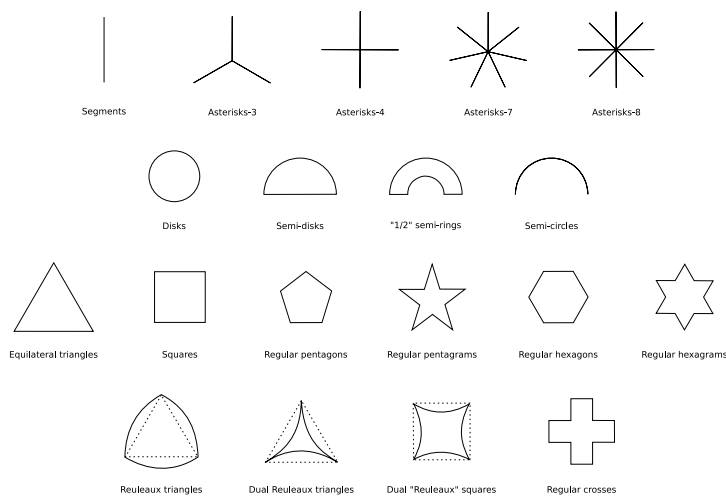 Segments Asterisks-3 Asterisks-4 Asterisks-7 Asterisks-8
Disks Semi-disks "1/2" semi-rings Semi-circles
Equilateral triangles Squares Regular pentagons Regular pentagrams Regular hexagons Regular hexagrams
Reuleaux triangles Dual Reuleaux triangles Dual "Reuleaux" squares Regular crosses